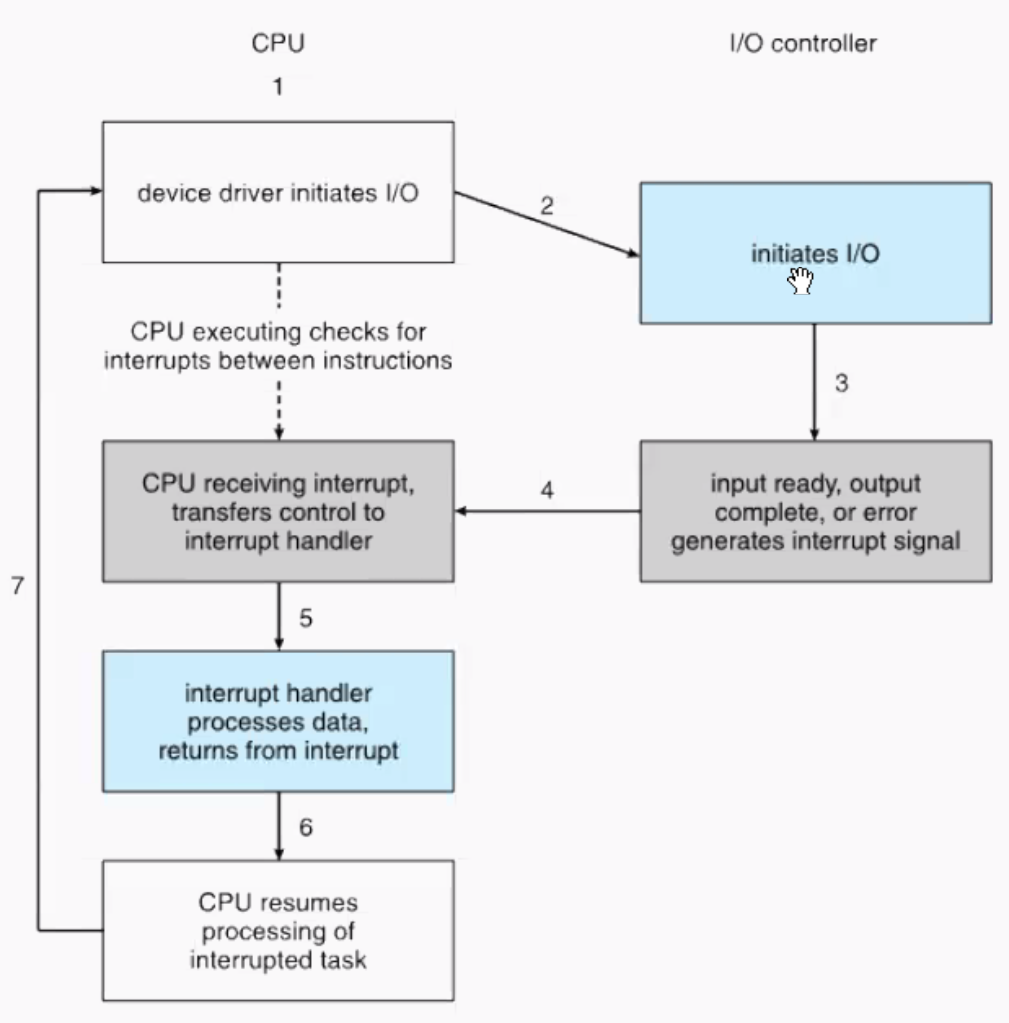 CPU
I/O controller
1
device driver initiates I/O
2
initiates I/O
CPU executing checks for
interrupts between instructions
3
CPU receiving interrupt,
transfers control to
interrupt handler
4
input ready, output
complete, or error
generates interrupt signal
7
5
interrupt handler
processes data,
returns from interrupt
6
CPU resumes
processing of
interrupted task